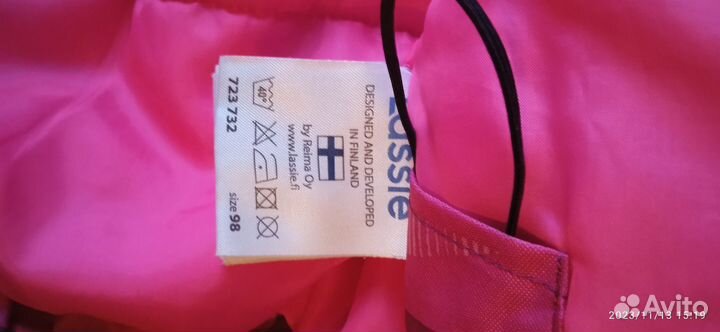 Lassie
DESIGNED AND DEVELOPED
IN FINLAND
by Reima Oy
www.lassie.fi
40°
723 732
size 98
2023/11/13 15:19
Avito